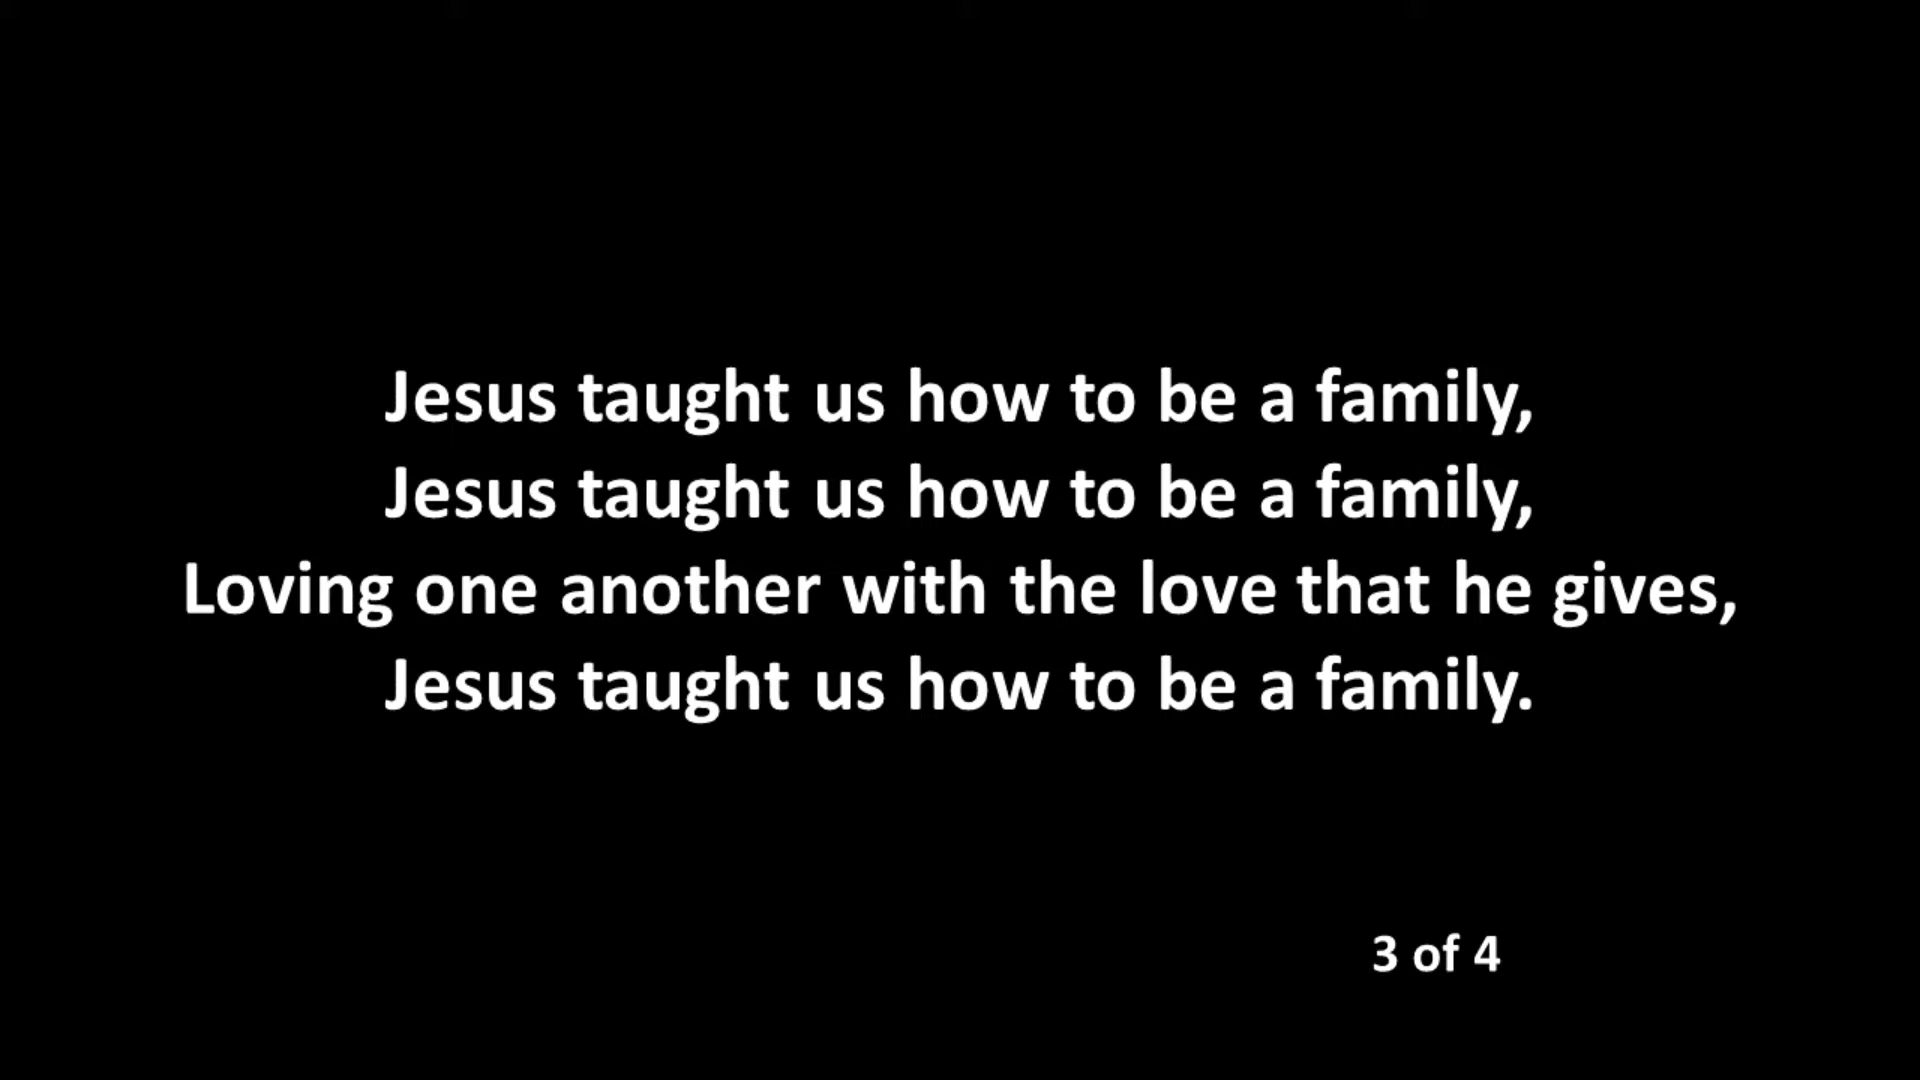 Jesus taught us how to be a family,
Jesus taught us how to be a family,
Loving one another with the love that he gives,
Jesus taught us how to be a family.
3 of 4